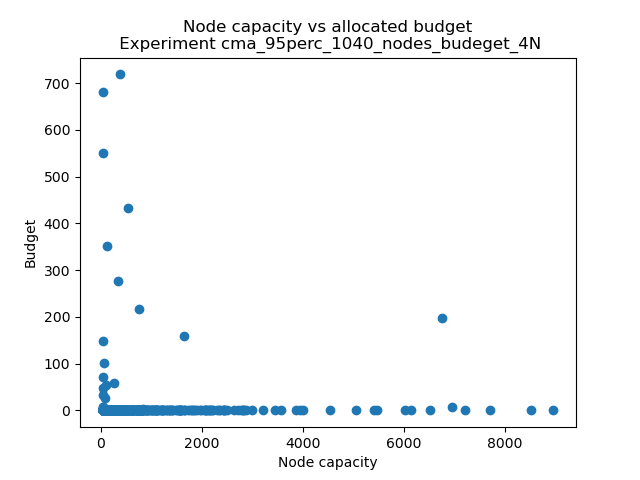 Node capacity vs allocated budget
Experiment cma_95perc_1040_nodes_budeget_4N
700
600
500
400
300
200
100
0
Budget
0 2000 4000 6000 8000
Node capacity